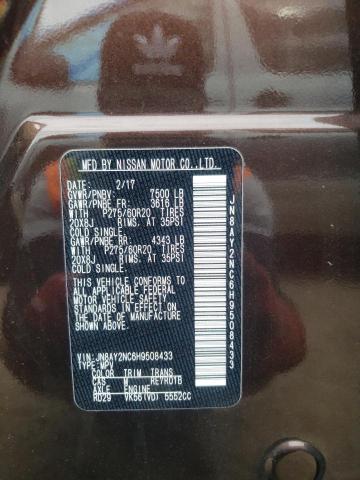 MFD BY NISSAN MOTOR CO.,LTD.
DATE: 2/17
GVWR/PNBV: 7500 LB
GAWR/PNBE FR: 3616 LB
WITH P275/60R20 TIRES
20X8J RIMS, AT 35PSI
COLD SINGLE.
GAWR/PNBE RR: 4343 LB
WITH P275/60R20 TIRES
20X8J RIMS, AT 35PSI
COLD SINGLE.
THIS VEHICLE CONFORMS TO
ALL APPLICABLE FEDERAL
MOTOR VEHICLE SAFETY
STANDARDS IN EFFECT ON
THE DATE OF MANUFACTURE
SHOWN ABOVE.
VIN: JN8AY2NC6H9508433
TYPE: MPV
COLOR TRIM TRANS
CAS
AXLE ENGINE
RD29 VK56(VD) 5552CC
JN8AY2NC6H9508433